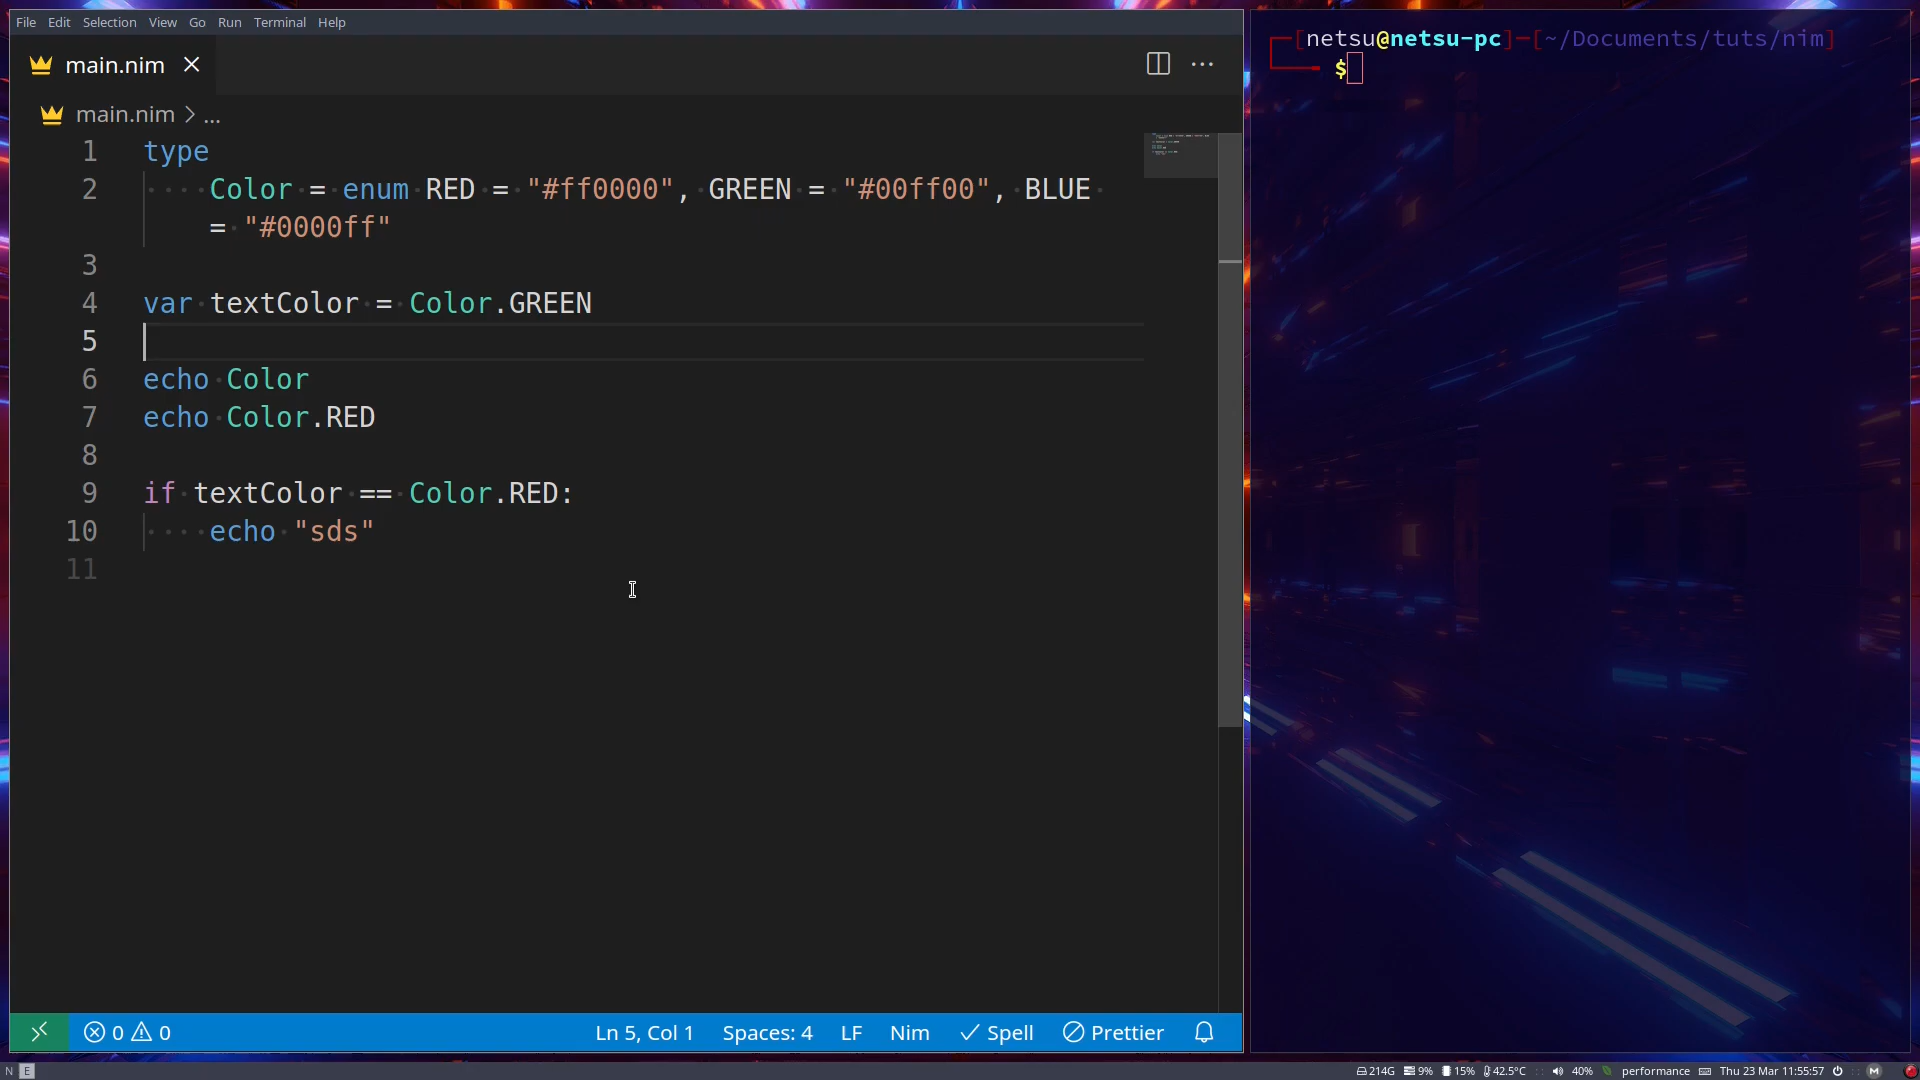 File Edit Selection View Go Run Terminal Help
main.nim
main.nim > ...
1 type
2 Color = enum RED = "#ff0000", GREEN = "#00ff00", BLUE
= "#0000ff"
3
4 var textColor = Color.GREEN
5
6 echo Color
7 echo Color.RED
8
9 if textColor == Color.RED:
10 echo "sds"
11
0 0 Ln 5, Col 1 Spaces: 4 LF Nim Spell Prettier
[netsu@netsu-pc]-[~/Documents/tuts/nim]
$
N E 214G 9% 15% 42.5°C 40% performance Thu 23 Mar 11:55:57 M